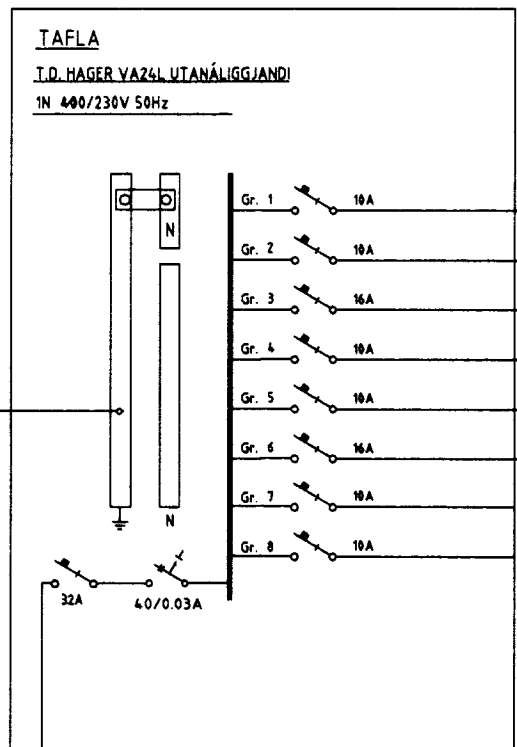 TAFLA
T.D. HAGER VA24L UTANÁLIGGJANDI
1N 400/230V 50Hz
Gr. 1 10A
N
Gr. 2 10A
Gr. 3 16A
Gr. 4 10A
Gr. 5 10A
Gr. 6 16A
Gr. 7 10A
N
Gr. 8 10A
32A 40/0.03A